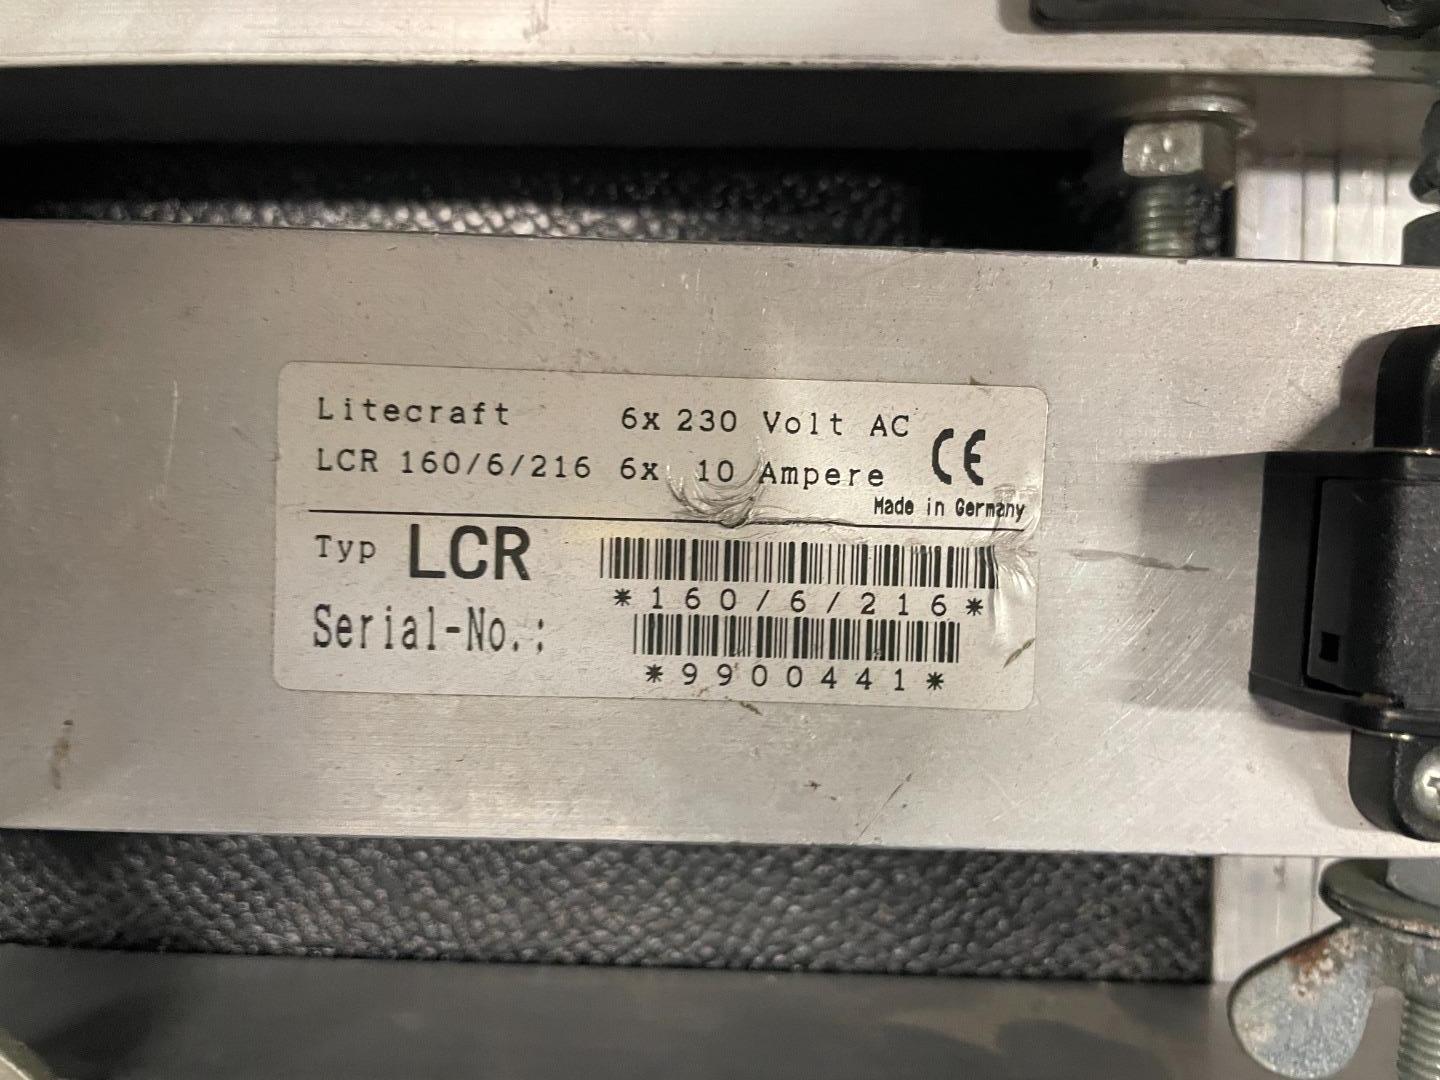 Litecraft 6x 230 Volt AC
LCR 160/6/216 6x 10 Ampere CE
Made in Germany
Typ LCR
*160/6/216*
Serial-No.:
*9900441*